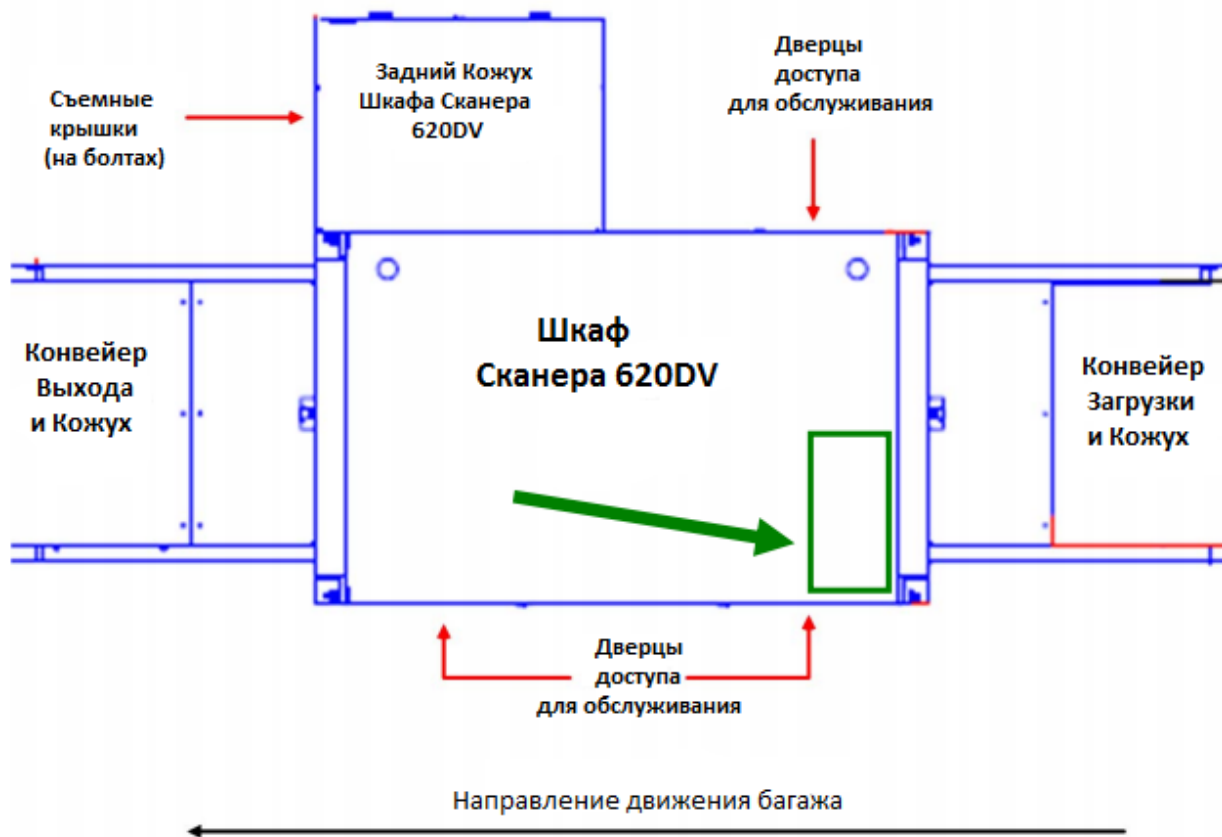 Съемные
крышки
(на болтах)
Задний Кожух
Шкафа Сканера
620DV
Дверцы
доступа
для обслуживания
Конвейер
Выхода
и Кожух
Шкаф
Сканера 620DV
Конвейер
Загрузки
и Кожух
Дверцы
доступа
для обслуживания
Направление движения багажа